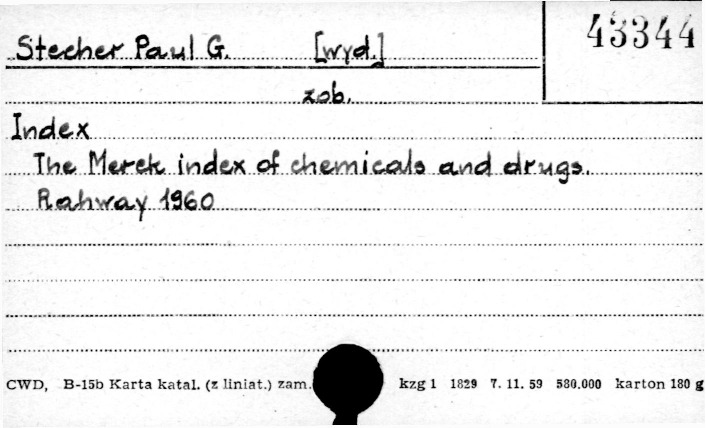 43344
Stecher Paul G. [wyd.]
zob.
Index
The Merck index of chemicals and drugs.
Rahway 1960
CWD, B-15b Karta katal. (z liniat.) zam. kzg 1 1829 7. 11. 59 580.000 karton 180 g